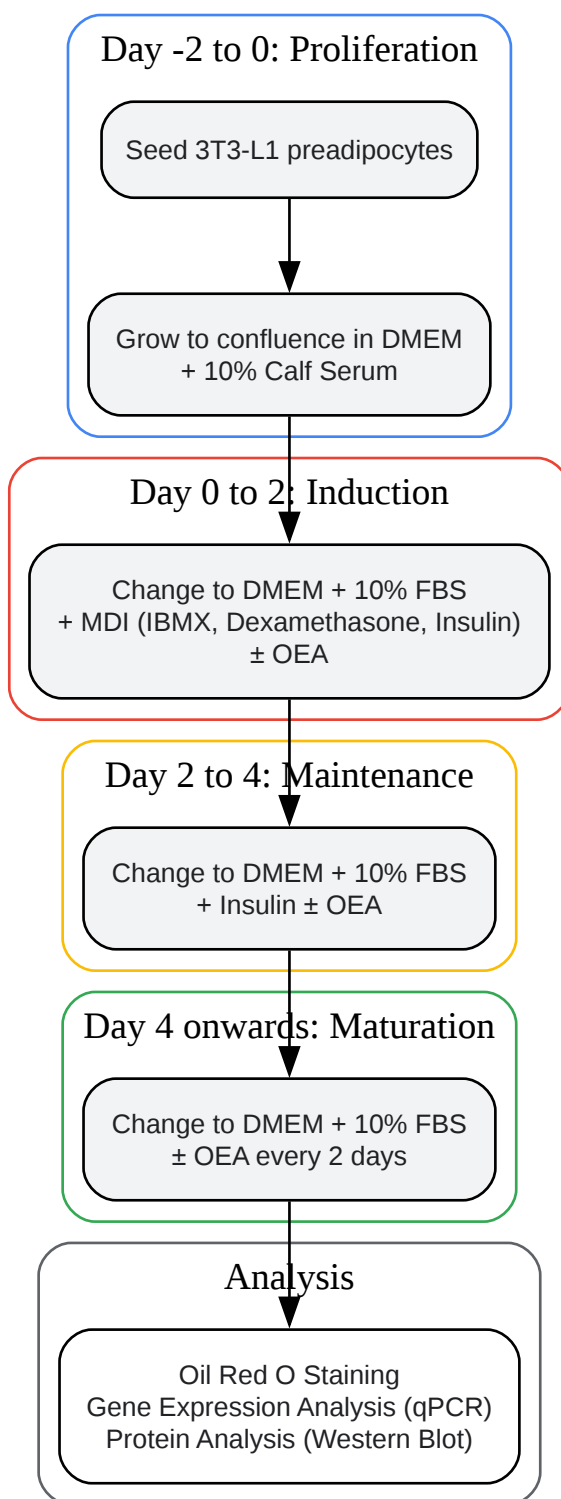 Day -2 to 0: Proliferation
Seed 3T3-L1 preadipocytes
Grow to confluence in DMEM
+ 10% Calf Serum
Day 0 to 2: Induction
Change to DMEM + 10% FBS
+ MDI (IBMX, Dexamethasone, Insulin)
± OEA
Day 2 to 4: Maintenance
Change to DMEM + 10% FBS
+ Insulin ± OEA
Day 4 onwards: Maturation
Change to DMEM + 10% FBS
± OEA every 2 days
Analysis
Oil Red O Staining
Gene Expression Analysis (qPCR)
Protein Analysis (Western Blot)